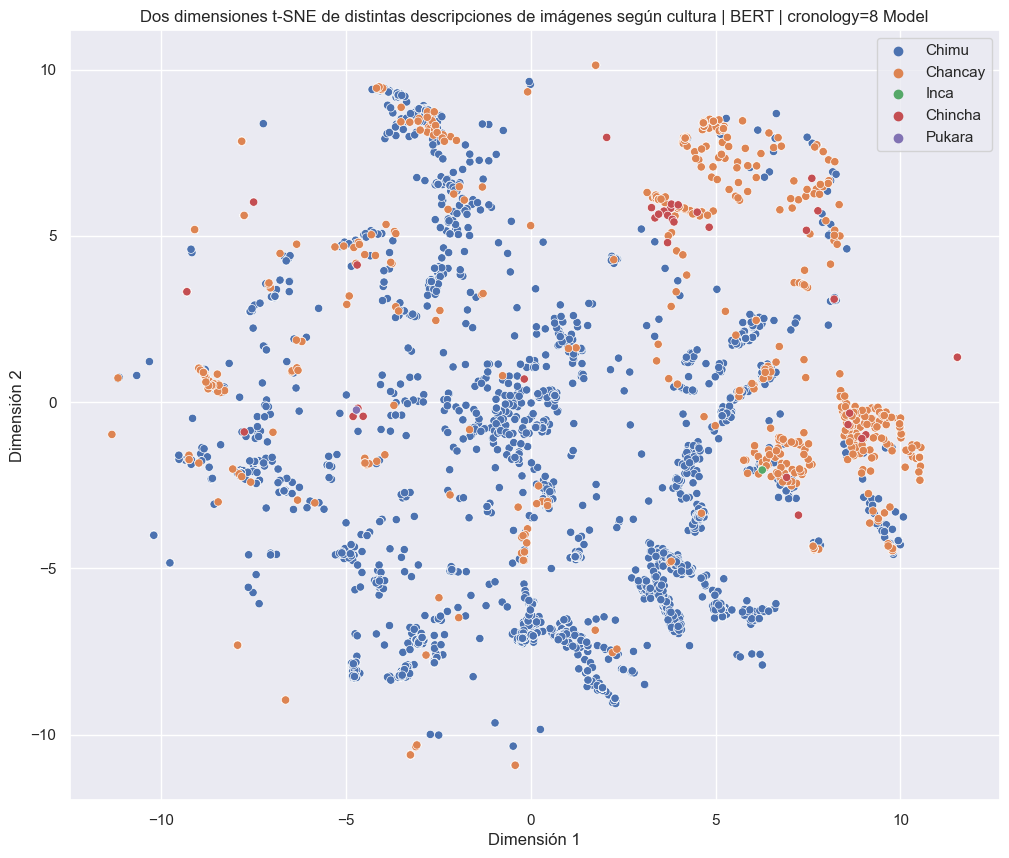 Dos dimensiones t-SNE de distintas descripciones de imágenes según cultura | BERT | cronology=8 Model
Chimu
Chancay
Inca
Chincha
Pukara
10
5
0
−5
−10
Dimensión 2
−10
−5
0
5
10
Dimensión 1